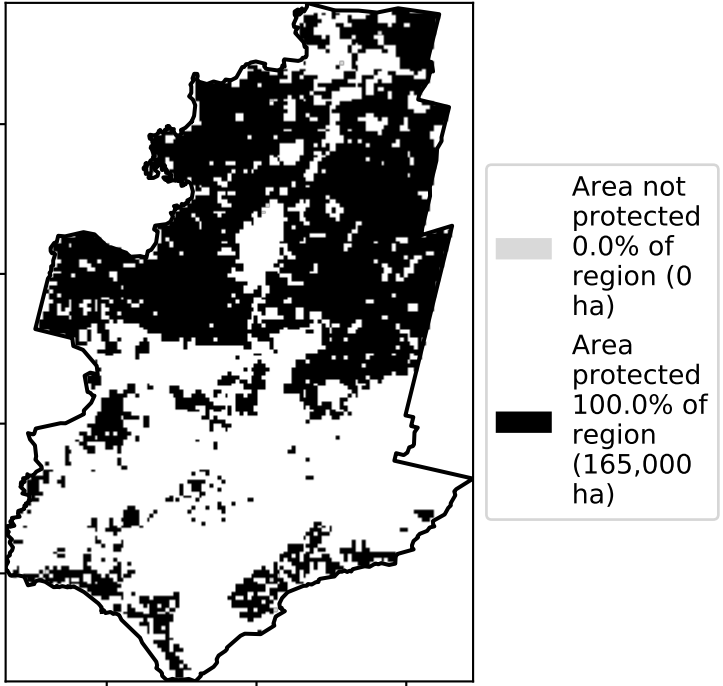 Area not
protected
0.0% of
region (0
ha)
Area
protected
100.0% of
region
(165,000
ha)